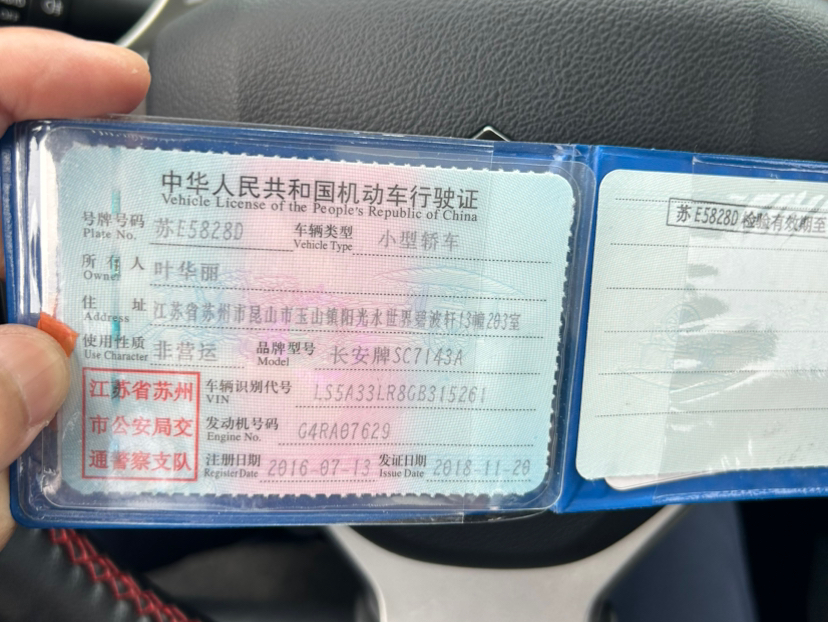 中华人民共和国机动车行驶证
Vehicle License of the People's Republic of China
号牌号码 苏E5828D 车辆类型 小型轿车
Plate No. Vehicle Type
所有人 叶华丽
Owner
住址 江苏省苏州市昆山市玉山镇阳光水世界碧波轩13幢203室
Address
使用性质 非营运 品牌型号 长安牌SC7143A
Use Character Model
江苏省苏州 车辆识别代号 LS5A33LR8GB315261
VIN
市公安局交 发动机号码 G4RA07629
Engine No.
通警察支队 注册日期 2016-07-13 发证日期 2018-11-20
Register Date Issue Date
苏E5828D 检验有效期至